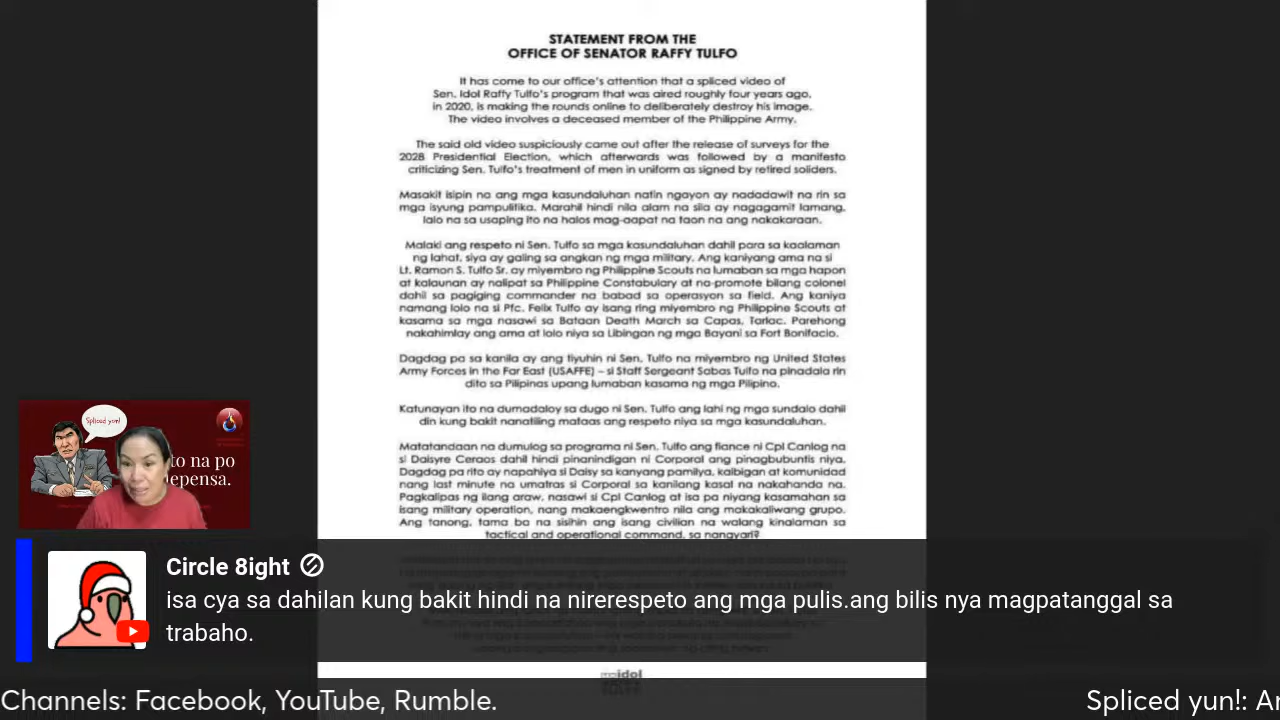 STATEMENT FROM THE
OFFICE OF SENATOR RAFFY TULFO
It has come to our office's attention that a spliced video of
Sen. Idol Raffy Tulfo's program that was aired roughly four years ago,
in 2020, is making the rounds online to deliberately destroy his image.
The video involves a deceased member of the Philippine Army.
The said old video suspiciously came out after the release of surveys for the
2028 Presidential Election, which afterwards was followed by a manifesto
criticizing Sen. Tulfo's treatment of men in uniform as signed by retired soliders.
Masakit isipin na ang mga kasundaluhan natin ngayon ay nadadawit na rin sa
mga isyung pampulitika. Marahil hindi nila alam na sila ay nagagamit lamang,
lalo na sa usaping ito na halos mag-aapat na taon na ang nakakaraan.
Malaki ang respeto ni Sen. Tulfo sa mga kasundaluhan dahil para sa kaalaman
ng lahat, siya ay galing sa angkan ng mga military. Ang kaniyang ama na si
Lt. Ramon S. Tulfo Sr. ay miyembro ng Philippine Scouts na lumaban sa mga hapon
at kalaunan ay nalipat sa Philippine Constabulary at na-promote bilang colonel
dahil sa pagiging commander na babad sa operasyon sa field. Ang kaniya
namang lolo na si Pfc. Felix Tulfo ay isang ring miyembro ng Philippine Scouts at
kasama sa mga nasawi sa Bataan Death March sa Capas, Tarlac. Parehong
nakahimlay ang ama at lolo niya sa Libingan ng mga Bayani sa Fort Bonifacio.
Dagdag pa sa kanila ay ang tiyuhin ni Sen. Tulfo na miyembro ng United States
Army Forces in the Far East (USAFFE) – si Staff Sergeant Sabas Tulfo na pinadala rin
dito sa Pilipinas upang lumaban kasama ng mga Pilipino.
Katunayan ito na dumadaloy sa dugo ni Sen. Tulfo ang lahi ng mga sundalo dahil
din kung bakit nanatiling mataas ang respeto niya sa mga kasundaluhan.
Matatandaan na dumulog sa programa ni Sen. Tulfo ang fiance ni Cpl Canlog na
si Daisyre Ceraos dahil hindi pinanindigan ni Corporal ang pinagbubuntis niya.
Dagdag pa rito ay napahiya si Daisy sa kanyang pamilya, kaibigan at komunidad
nang last minute na umatras si Corporal sa kanilang kasal na nakahanda na.
Pagkalipas ng ilang araw, nasawi si Cpl Canlog at isa pa niyang kasamahan sa
isang military operation, nang makaengkwentro nila ang makakaliwang grupo.
Ang tanong, tama ba na sisihin ang isang civilian na walang kinalaman sa
tactical and operational command, sa nangyari?
Spliced yun!
to na po
depensa.
Circle 8ight
isa cya sa dahilan kung bakit hindi na nirerespeto ang mga pulis.ang bilis nya magpatanggal sa
trabaho.
idol
Channels: Facebook, YouTube, Rumble.
Spliced yun!: Ar